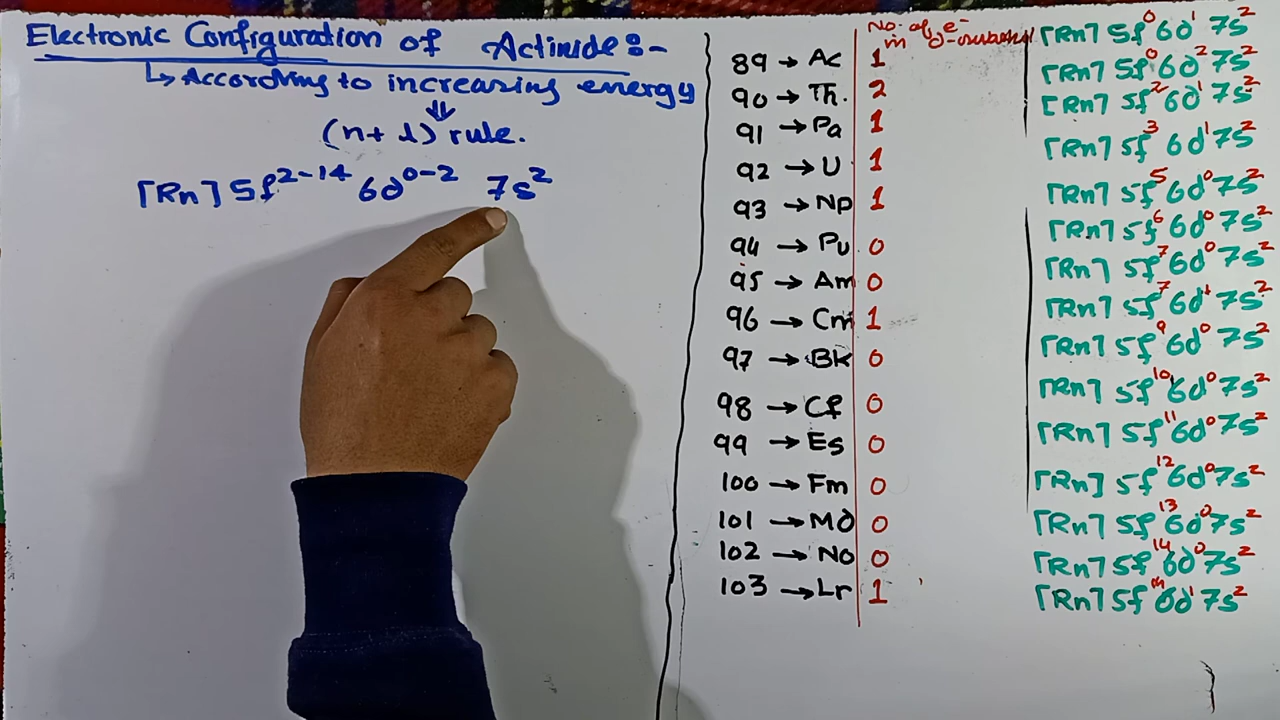 Electronic Configuration of Actinide:-
↳ According to increasing energy
⇓
(n+l) rule.
[Rn] 5f²⁻¹⁴ 6d⁰⁻² 7s²
No. of e⁻ in d-
89 → Ac 1 [Rn] 5f⁰ 6d¹ 7s²
90 → Th. 2 [Rn] 5f⁰ 6d² 7s²
91 → Pa 1 [Rn] 5f² 6d¹ 7s²
92 → U 1 [Rn] 5f³ 6d¹ 7s²
93 → Np 1 [Rn] 5f⁵ 6d⁰ 7s²
94 → Pu 0 [Rn] 5f⁶ 6d⁰ 7s²
95 → Am 0 [Rn] 5f⁷ 6d⁰ 7s²
96 → Cm 1 [Rn] 5f⁷ 6d¹ 7s²
97 → Bk 0 [Rn] 5f⁹ 6d⁰ 7s²
98 → Cf 0 [Rn] 5f¹⁰ 6d⁰ 7s²
99 → Es 0 [Rn] 5f¹¹ 6d⁰ 7s²
100 → Fm 0 [Rn] 5f¹² 6d⁰ 7s²
101 → Md 0 [Rn] 5f¹³ 6d⁰ 7s²
102 → No 0 [Rn] 5f¹⁴ 6d⁰ 7s²
103 → Lr 1 [Rn] 5f¹⁴ 6d¹ 7s²